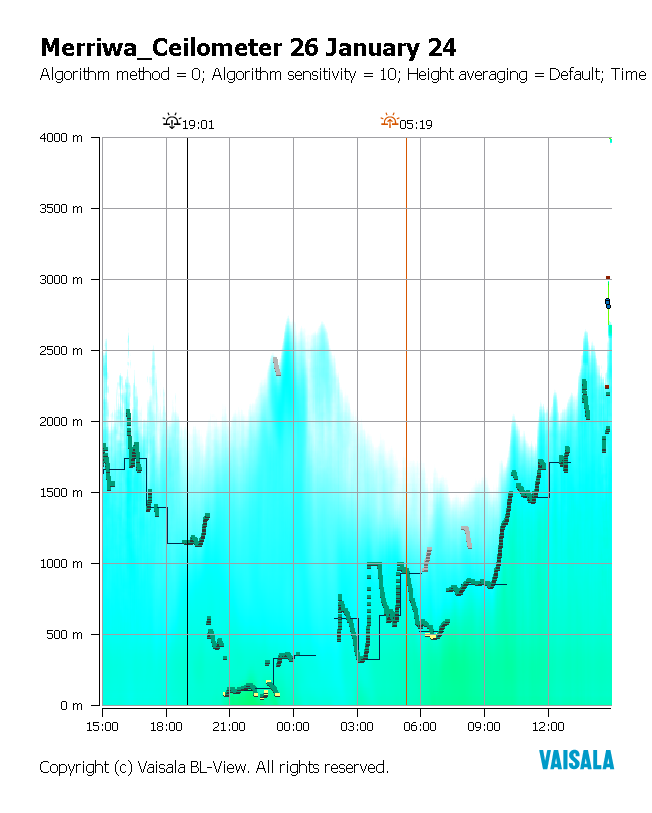 Merriwa_Ceilometer 26 January 24
Algorithm method = 0; Algorithm sensitivity = 10; Height averaging = Default; Time
19:01 05:19
4000 m
3500 m
3000 m
2500 m
2000 m
1500 m
1000 m
500 m
0 m
15:00 18:00 21:00 00:00 03:00 06:00 09:00 12:00
VAISALA
Copyright (c) Vaisala BL-View. All rights reserved.